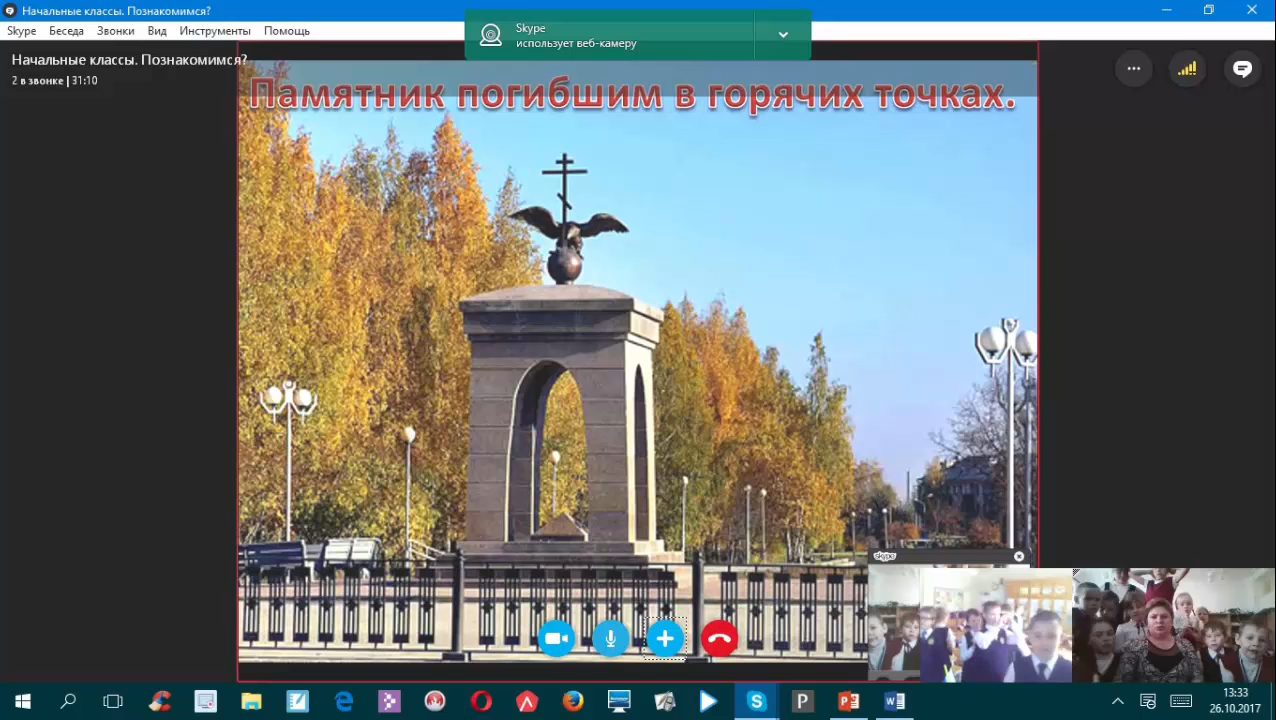 Начальные классы. Познакомимся?
Skype Беседа Звонки Вид Инструменты Помощь
Skype
использует веб-камеру
Начальные классы. Познакомимся?
2 в звонке | 31:10
Памятник погибшим в горячих точках.
skype
13:33
26.10.2017